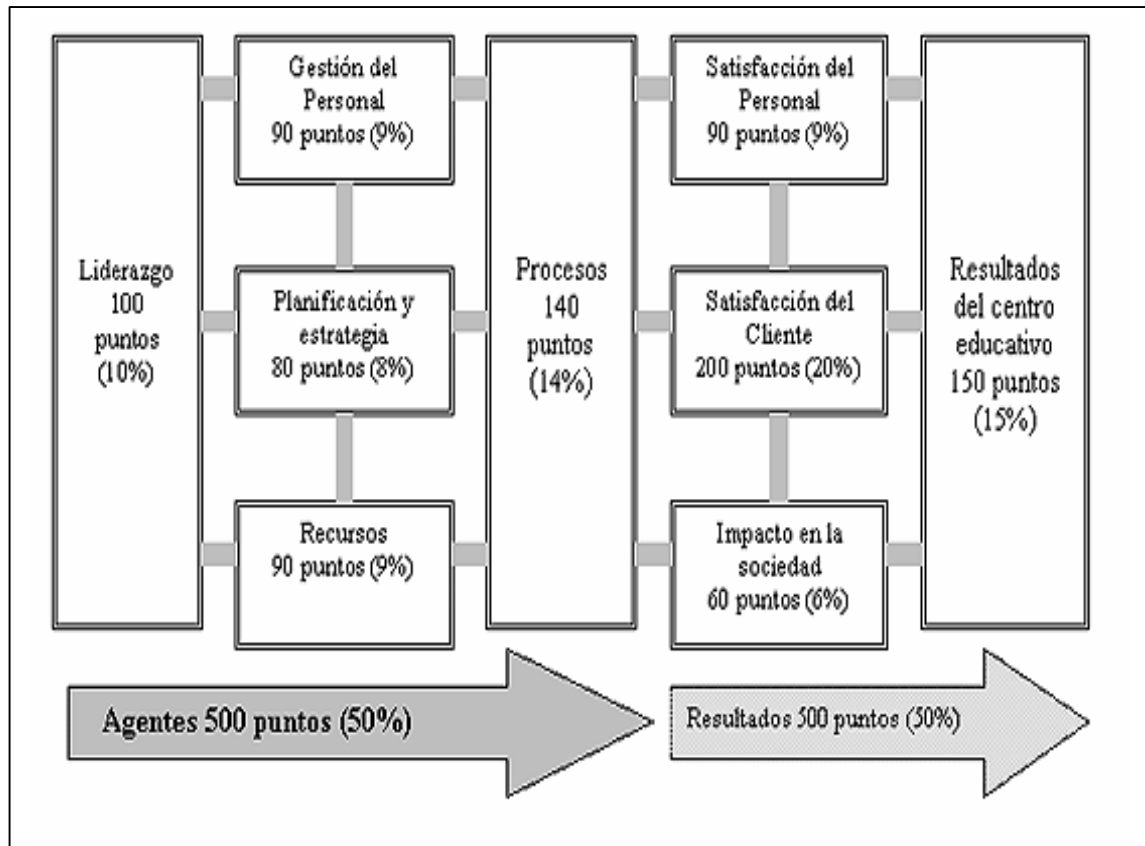 Liderazgo
100
puntos
(10%)
Gestión del
Personal
90 puntos (9%)
Planificación y
estrategia
80 puntos (8%)
Recursos
90 puntos (9%)
Procesos
140
puntos
(14%)
Satisfacción del
Personal
90 puntos (9%)
Satisfacción del
Cliente
200 puntos (20%)
Impacto en la
sociedad
60 puntos (6%)
Resultados
del centro
educativo
150 puntos
(15%)
Agentes 500 puntos (50%)
Resultados 500 puntos (50%)